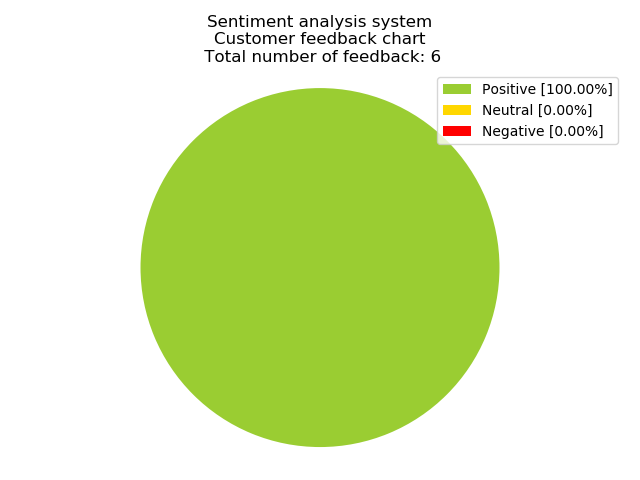 Sentiment analysis system
Customer feedback chart
Total number of feedback: 6
Positive [100.00%]
Neutral [0.00%]
Negative [0.00%]